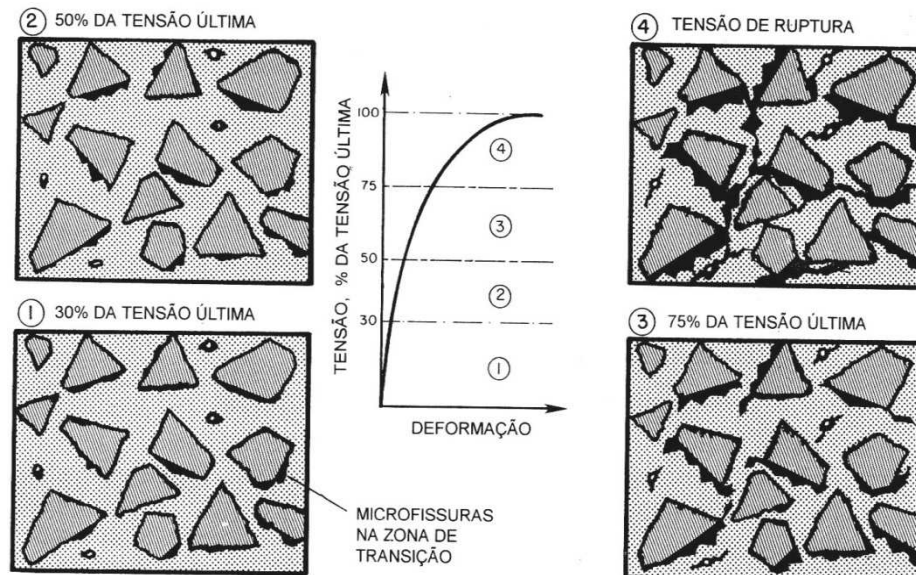 ② 50% DA TENSÃO ÚLTIMA
④ TENSÃO DE RUPTURA
TENSÃO, % DA TENSÃO ÚLTIMA
100
④
75
③
50
②
30
①
DEFORMAÇÃO
① 30% DA TENSÃO ÚLTIMA
③ 75% DA TENSÃO ÚLTIMA
MICROFISSURAS
NA ZONA DE
TRANSIÇÃO